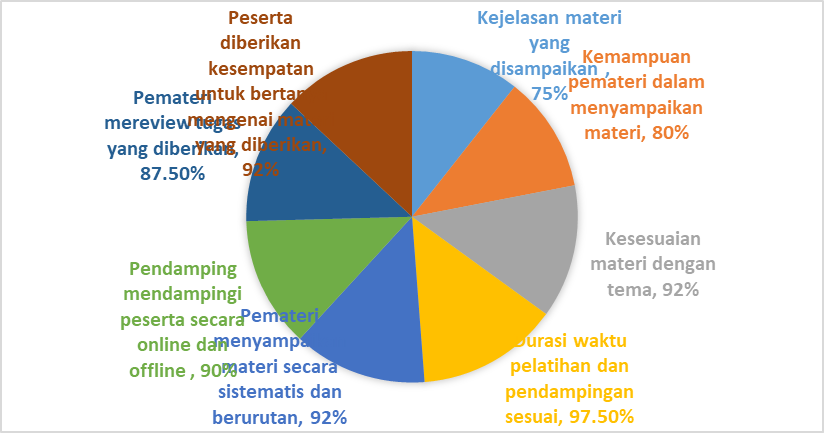 Kejelasan materi
yang
disampaikan ,
75%
Kemampuan
pemateri dalam
menyampaikan
materi, 80%
Kesesuaian
materi dengan
tema, 92%
Durasi waktu
pelatihan dan
pendampingan
sesuai, 97.50%
Pemateri
menyampa
materi secara
sistematis dan
berurutan, 92%
Pendamping
mendampingi
peserta secara
online dan
offline , 90%
Pemateri
mereview tugas
yang diberikan,
87.50%
Peserta
diberikan
kesempatan
untuk bertan
mengenai mat
yang diberikan,
92%